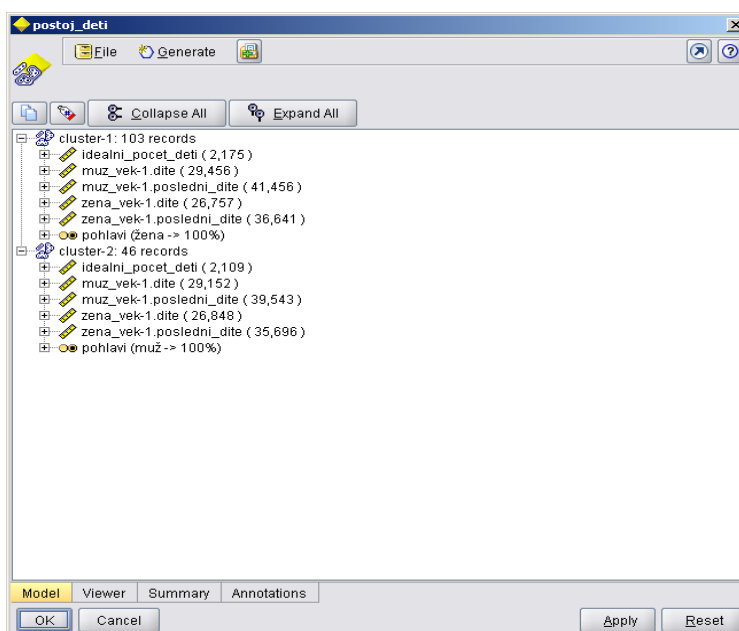 postoj_deti
File Generate
Collapse All Expand All
cluster-1: 103 records
idealni_pocet_deti ( 2,175 )
muz_vek-1.dite ( 29,456 )
muz_vek-1.posledni_dite ( 41,456 )
zena_vek-1.dite ( 26,757 )
zena_vek-1.posledni_dite ( 36,641 )
pohlavi (žena -> 100%)
cluster-2: 46 records
idealni_pocet_deti ( 2,109 )
muz_vek-1.dite ( 29,152 )
muz_vek-1.posledni_dite ( 39,543 )
zena_vek-1.dite ( 26,848 )
zena_vek-1.posledni_dite ( 35,696 )
pohlavi (muž -> 100%)
Model Viewer Summary Annotations
OK Cancel Apply Reset